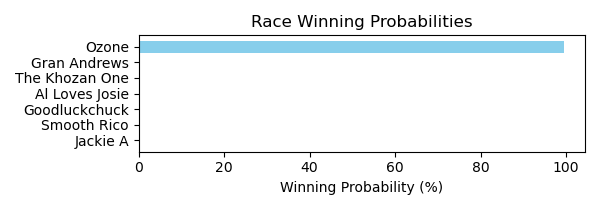 Race Winning Probabilities
Ozone
Gran Andrews
The Khozan One
Al Loves Josie
Goodluckchuck
Smooth Rico
Jackie A
0 20 40 60 80 100
Winning Probability (%)